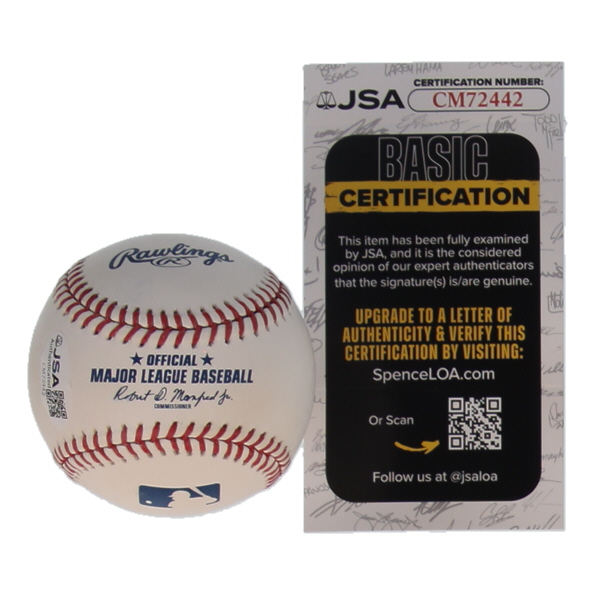 Rawlings
R
★ OFFICIAL ★
MAJOR LEAGUE BASEBALL
Robert D. Manfred Jr.
COMMISSIONER
JSA
Authentication
CM72442
JSA
CERTIFICATION NUMBER:
CM72442
BASIC
CERTIFICATION
This item has been fully examined
by JSA, and it is the considered
opinion of our expert authenticators
that the signature(s) is/are genuine.
UPGRADE TO A LETTER OF
AUTHENTICITY & VERIFY THIS
CERTIFICATION BY VISITING:
SpenceLOA.com
Or Scan
Follow us at @jsaloa